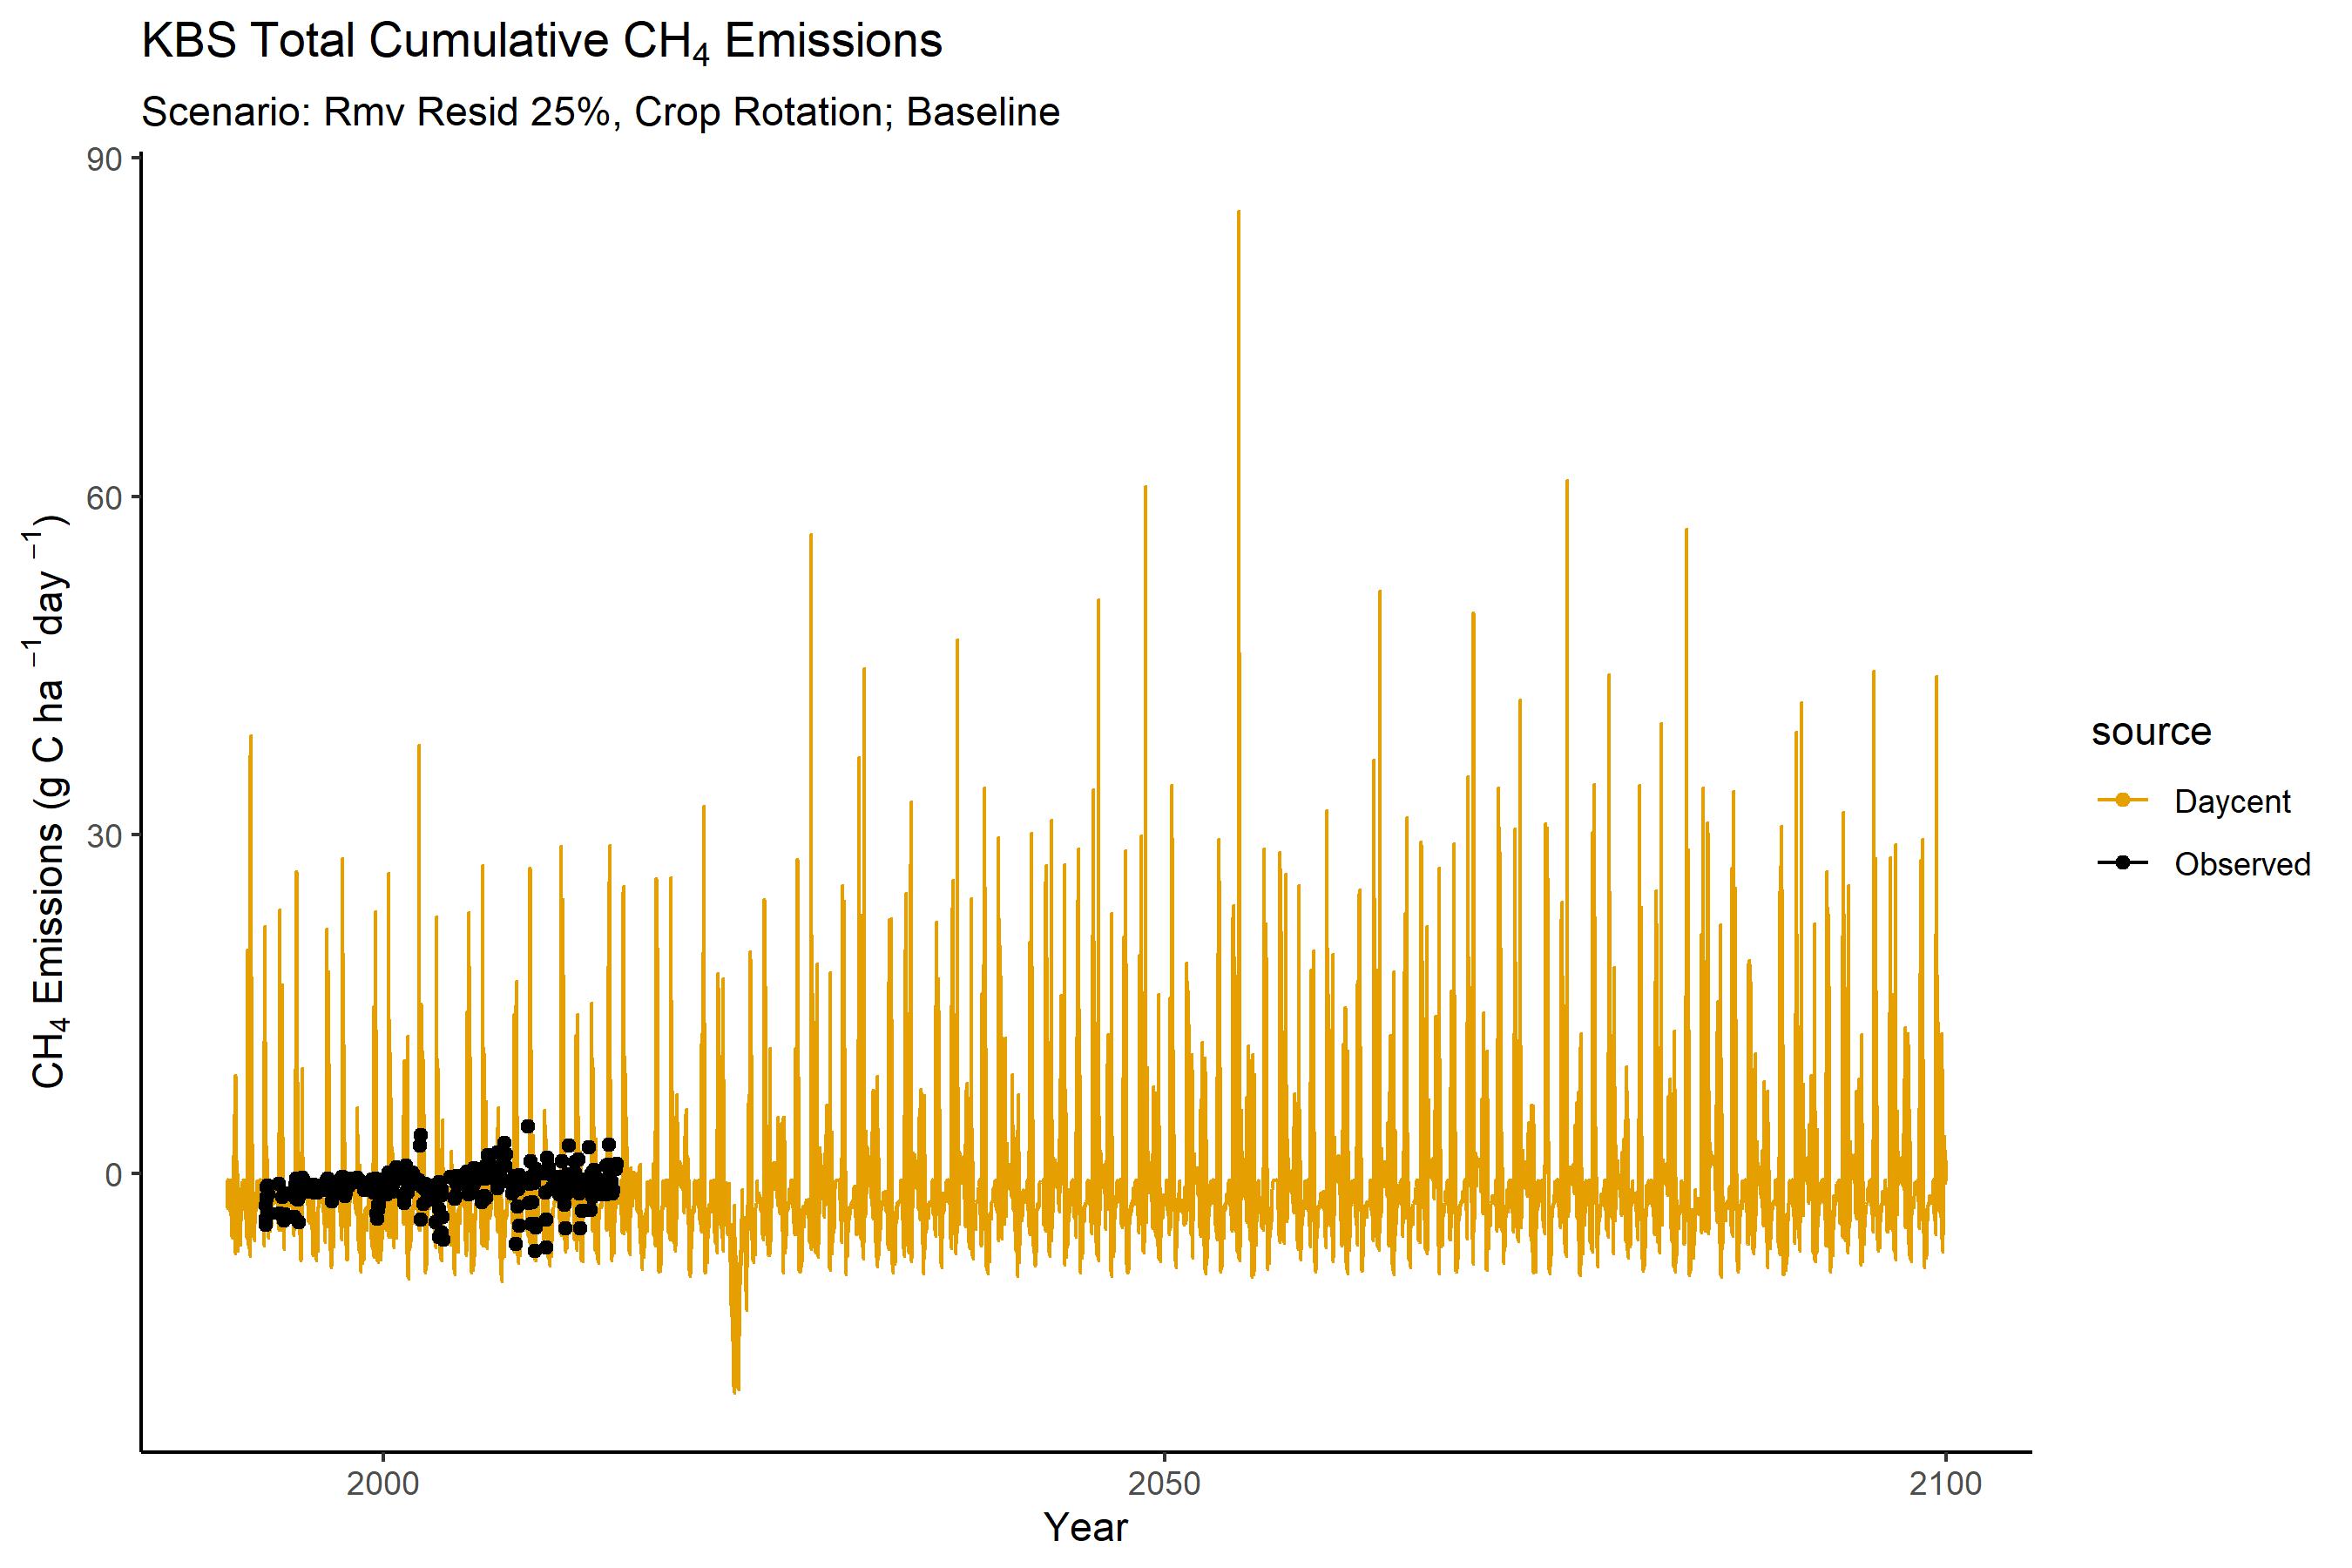 KBS Total Cumulative CH₄ Emissions
Scenario: Rmv Resid 25%, Crop Rotation; Baseline
90
60
30
0
CH₄ Emissions (g C ha ⁻¹day ⁻¹)
2000
2050
2100
Year
source
Daycent
Observed